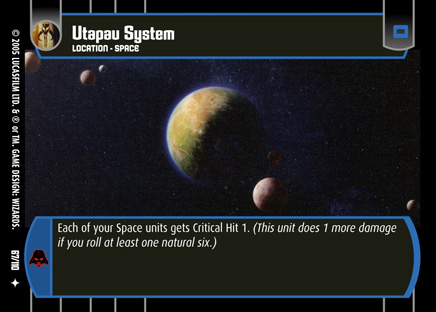 Utapau System
LOCATION - SPACE
Each of your Space units gets Critical Hit 1. (This unit does 1 more damage
if you roll at least one natural six.)
© 2005 LUCASFILM LTD. & ® or TM. GAME DESIGN: WIZARDS.
67/110